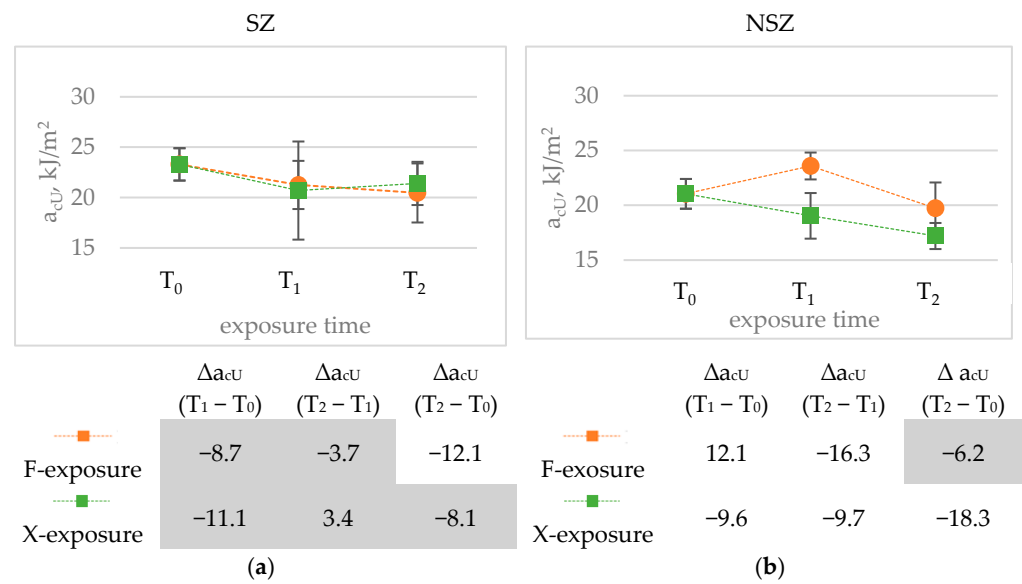 SZ
NSZ
30
25
20
15
acU, kJ/m²
T0
T1
T2
exposure time
30
25
20
15
acU, kJ/m²
T0
T1
T2
exposure time
ΔacU
(T1 − T0)
ΔacU
(T2 − T1)
ΔacU
(T2 − T0)
F-exposure
−8.7
−3.7
−12.1
X-exposure
−11.1
3.4
−8.1
(a)
ΔacU
(T1 − T0)
ΔacU
(T2 − T1)
Δ acU
(T2 − T0)
F-exosure
12.1
−16.3
−6.2
X-exposure
−9.6
−9.7
−18.3
(b)